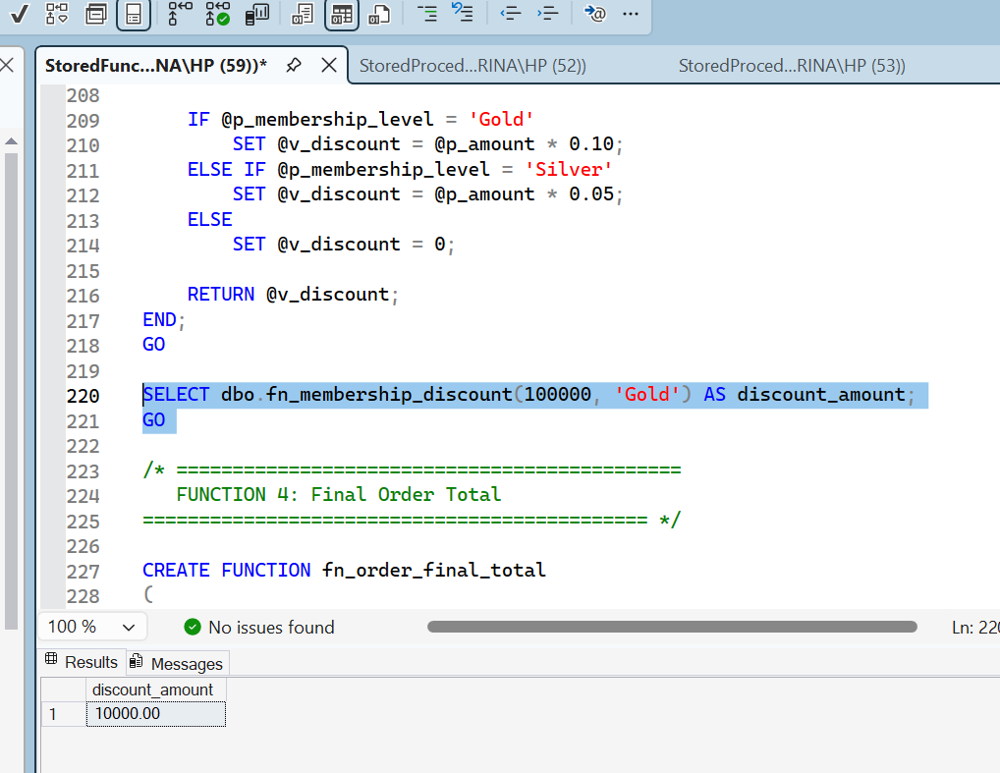 StoredFunc...NA\HP (59))*
StoredProced...RINA\HP (52))
StoredProced...RINA\HP (53))
208
209 IF @p_membership_level = 'Gold'
210 SET @v_discount = @p_amount * 0.10;
211 ELSE IF @p_membership_level = 'Silver'
212 SET @v_discount = @p_amount * 0.05;
213 ELSE
214 SET @v_discount = 0;
215
216 RETURN @v_discount;
217 END;
218 GO
219
220 SELECT dbo.fn_membership_discount(100000, 'Gold') AS discount_amount;
221 GO
222
223 /* =============================================
224 FUNCTION 4: Final Order Total
225 ============================================= */
226
227 CREATE FUNCTION fn_order_final_total
228 (
100 % No issues found Ln: 220
Results Messages
discount_amount
1 10000.00